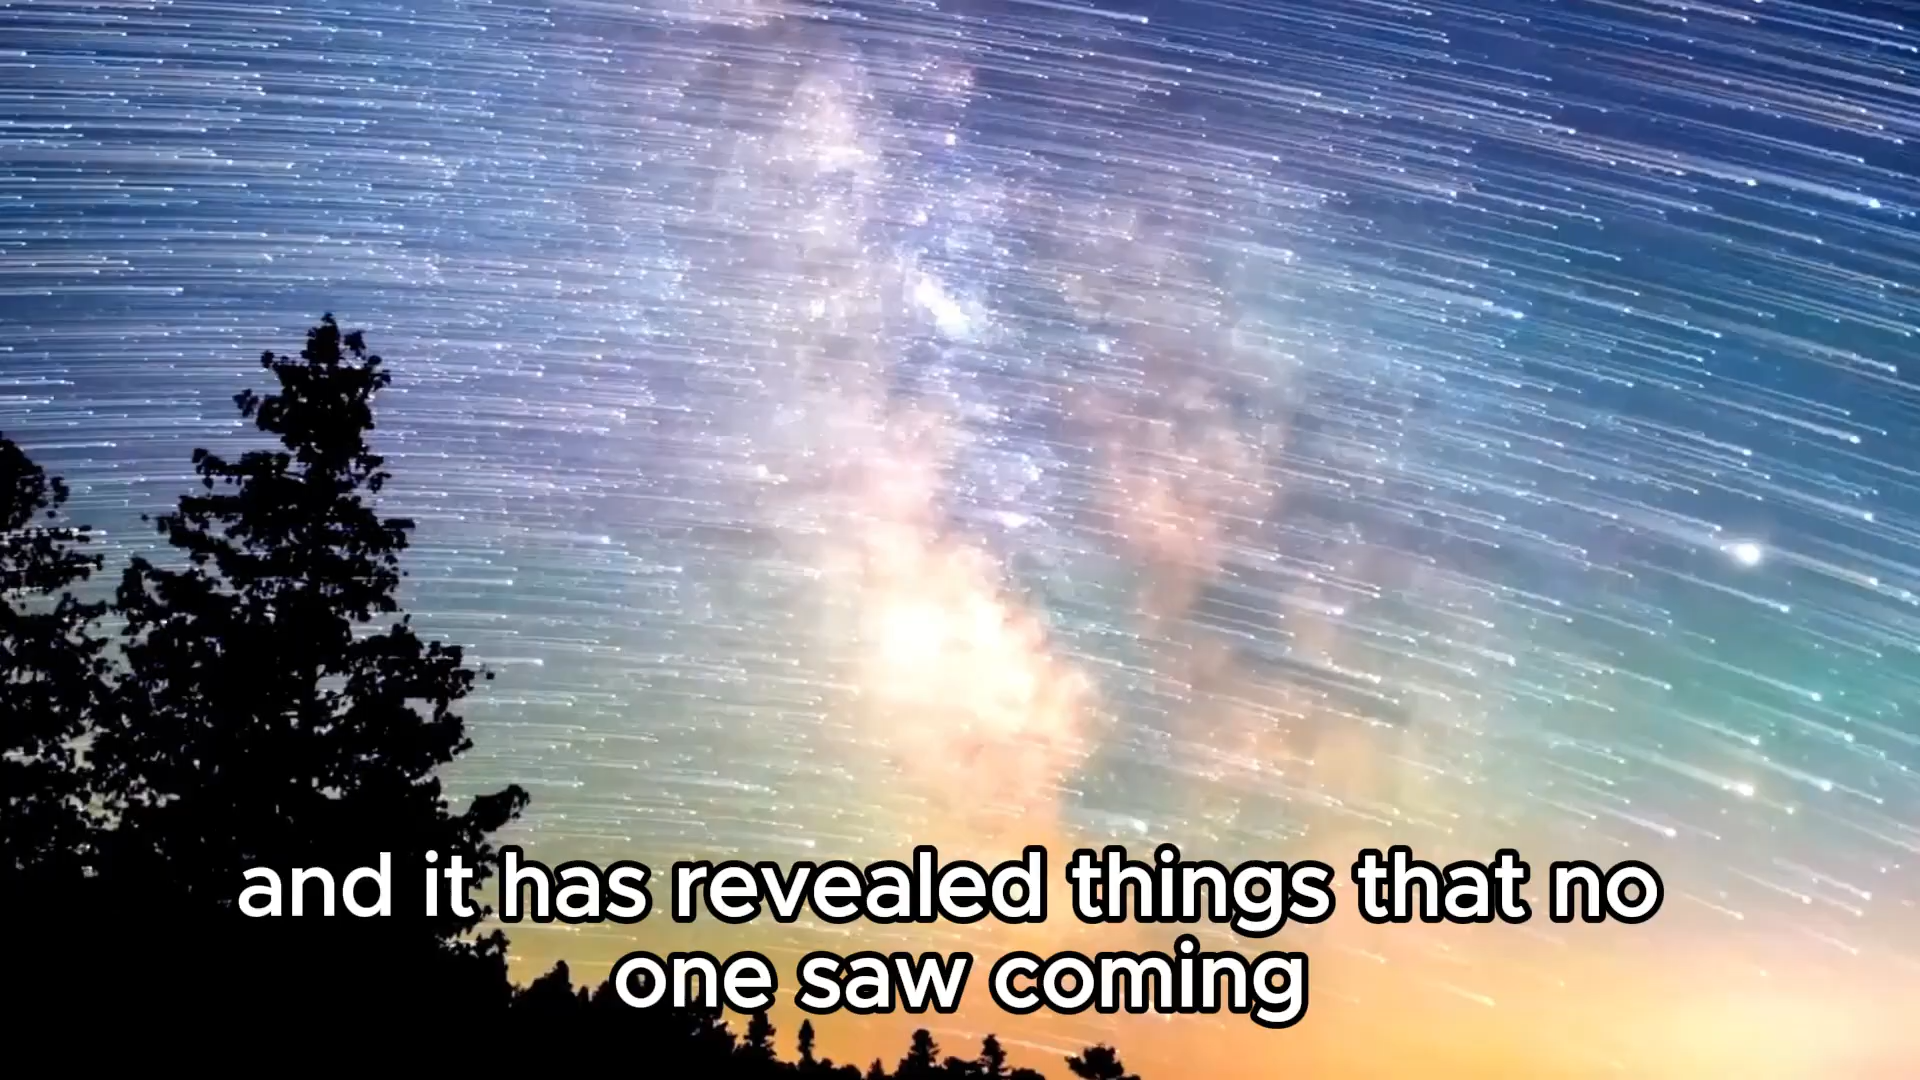 and it has revealed things that no
one saw coming